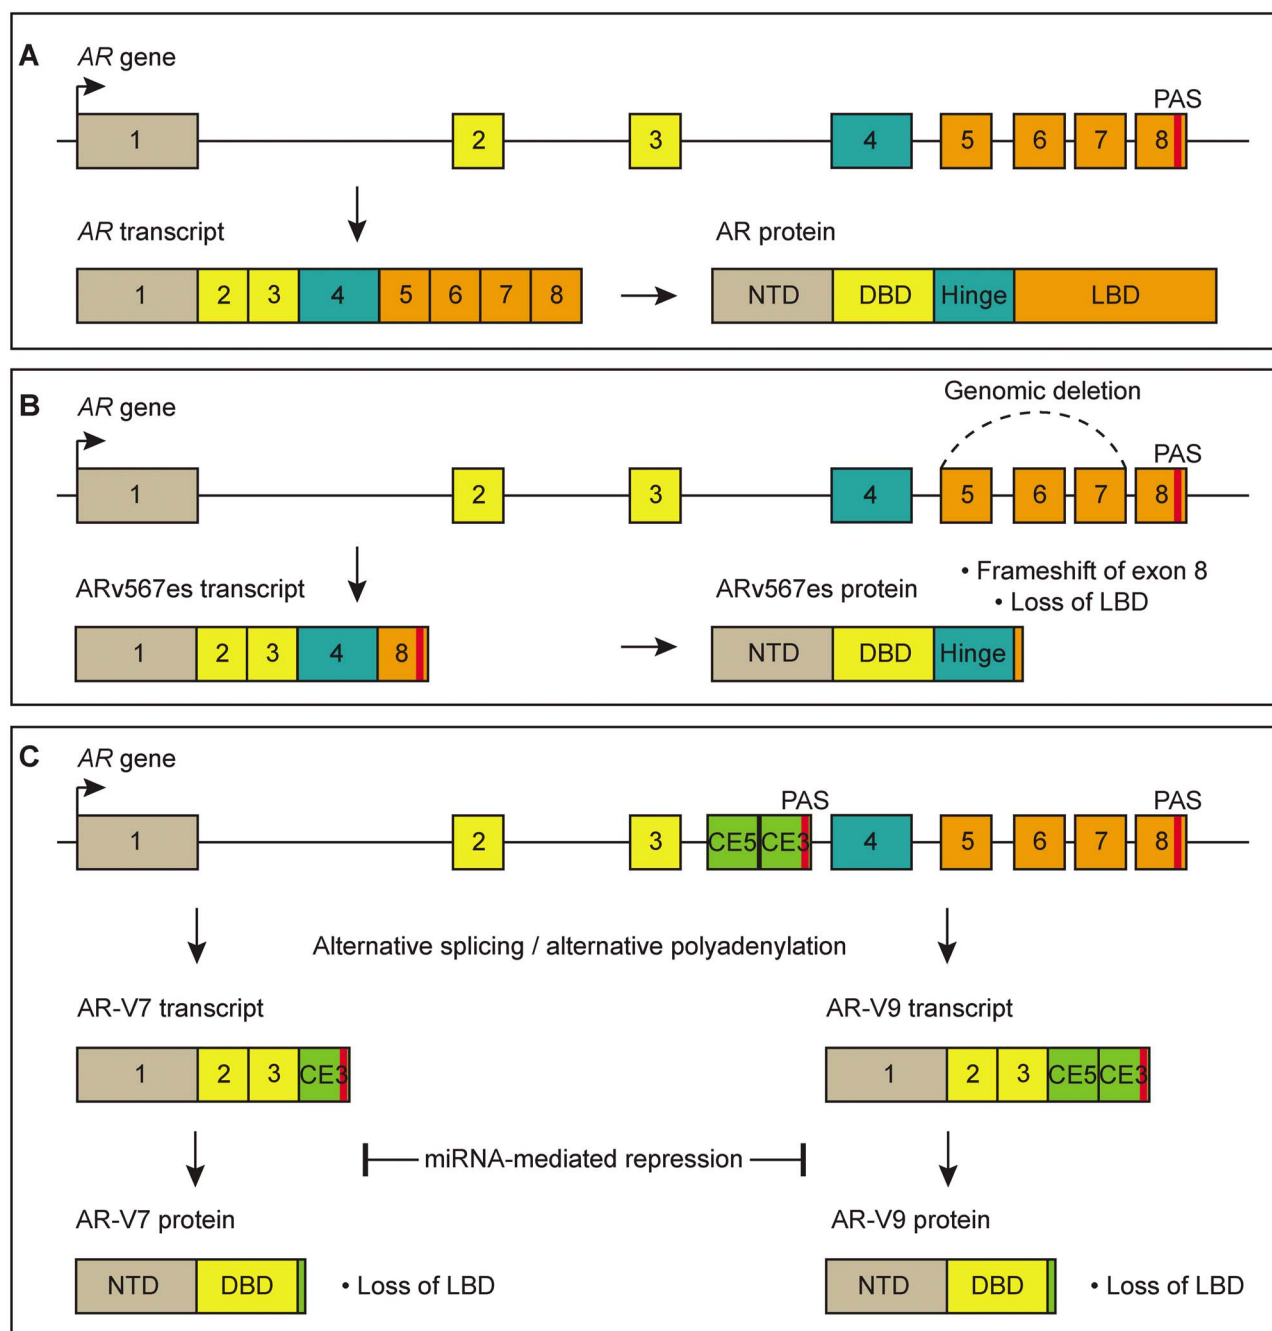 A
AR gene
PAS
1 2 3 4 5 6 7 8
AR transcript AR protein
1 2 3 4 5 6 7 8 NTD DBD Hinge LBD
Genomic deletion
B
AR gene
PAS
1 2 3 4 5 6 7 8
• Frameshift of exon 8
ARv567es transcript ARv567es protein
• Loss of LBD
1 2 3 4 8 NTD DBD Hinge
C
AR gene
PAS PAS
1 2 3 CE5 CE3 4 5 6 7 8
Alternative splicing / alternative polyadenylation
AR-V7 transcript AR-V9 transcript
1 2 3 CE3 1 2 3 CE5 CE3
miRNA-mediated repression
AR-V7 protein AR-V9 protein
NTD DBD • Loss of LBD NTD DBD • Loss of LBD